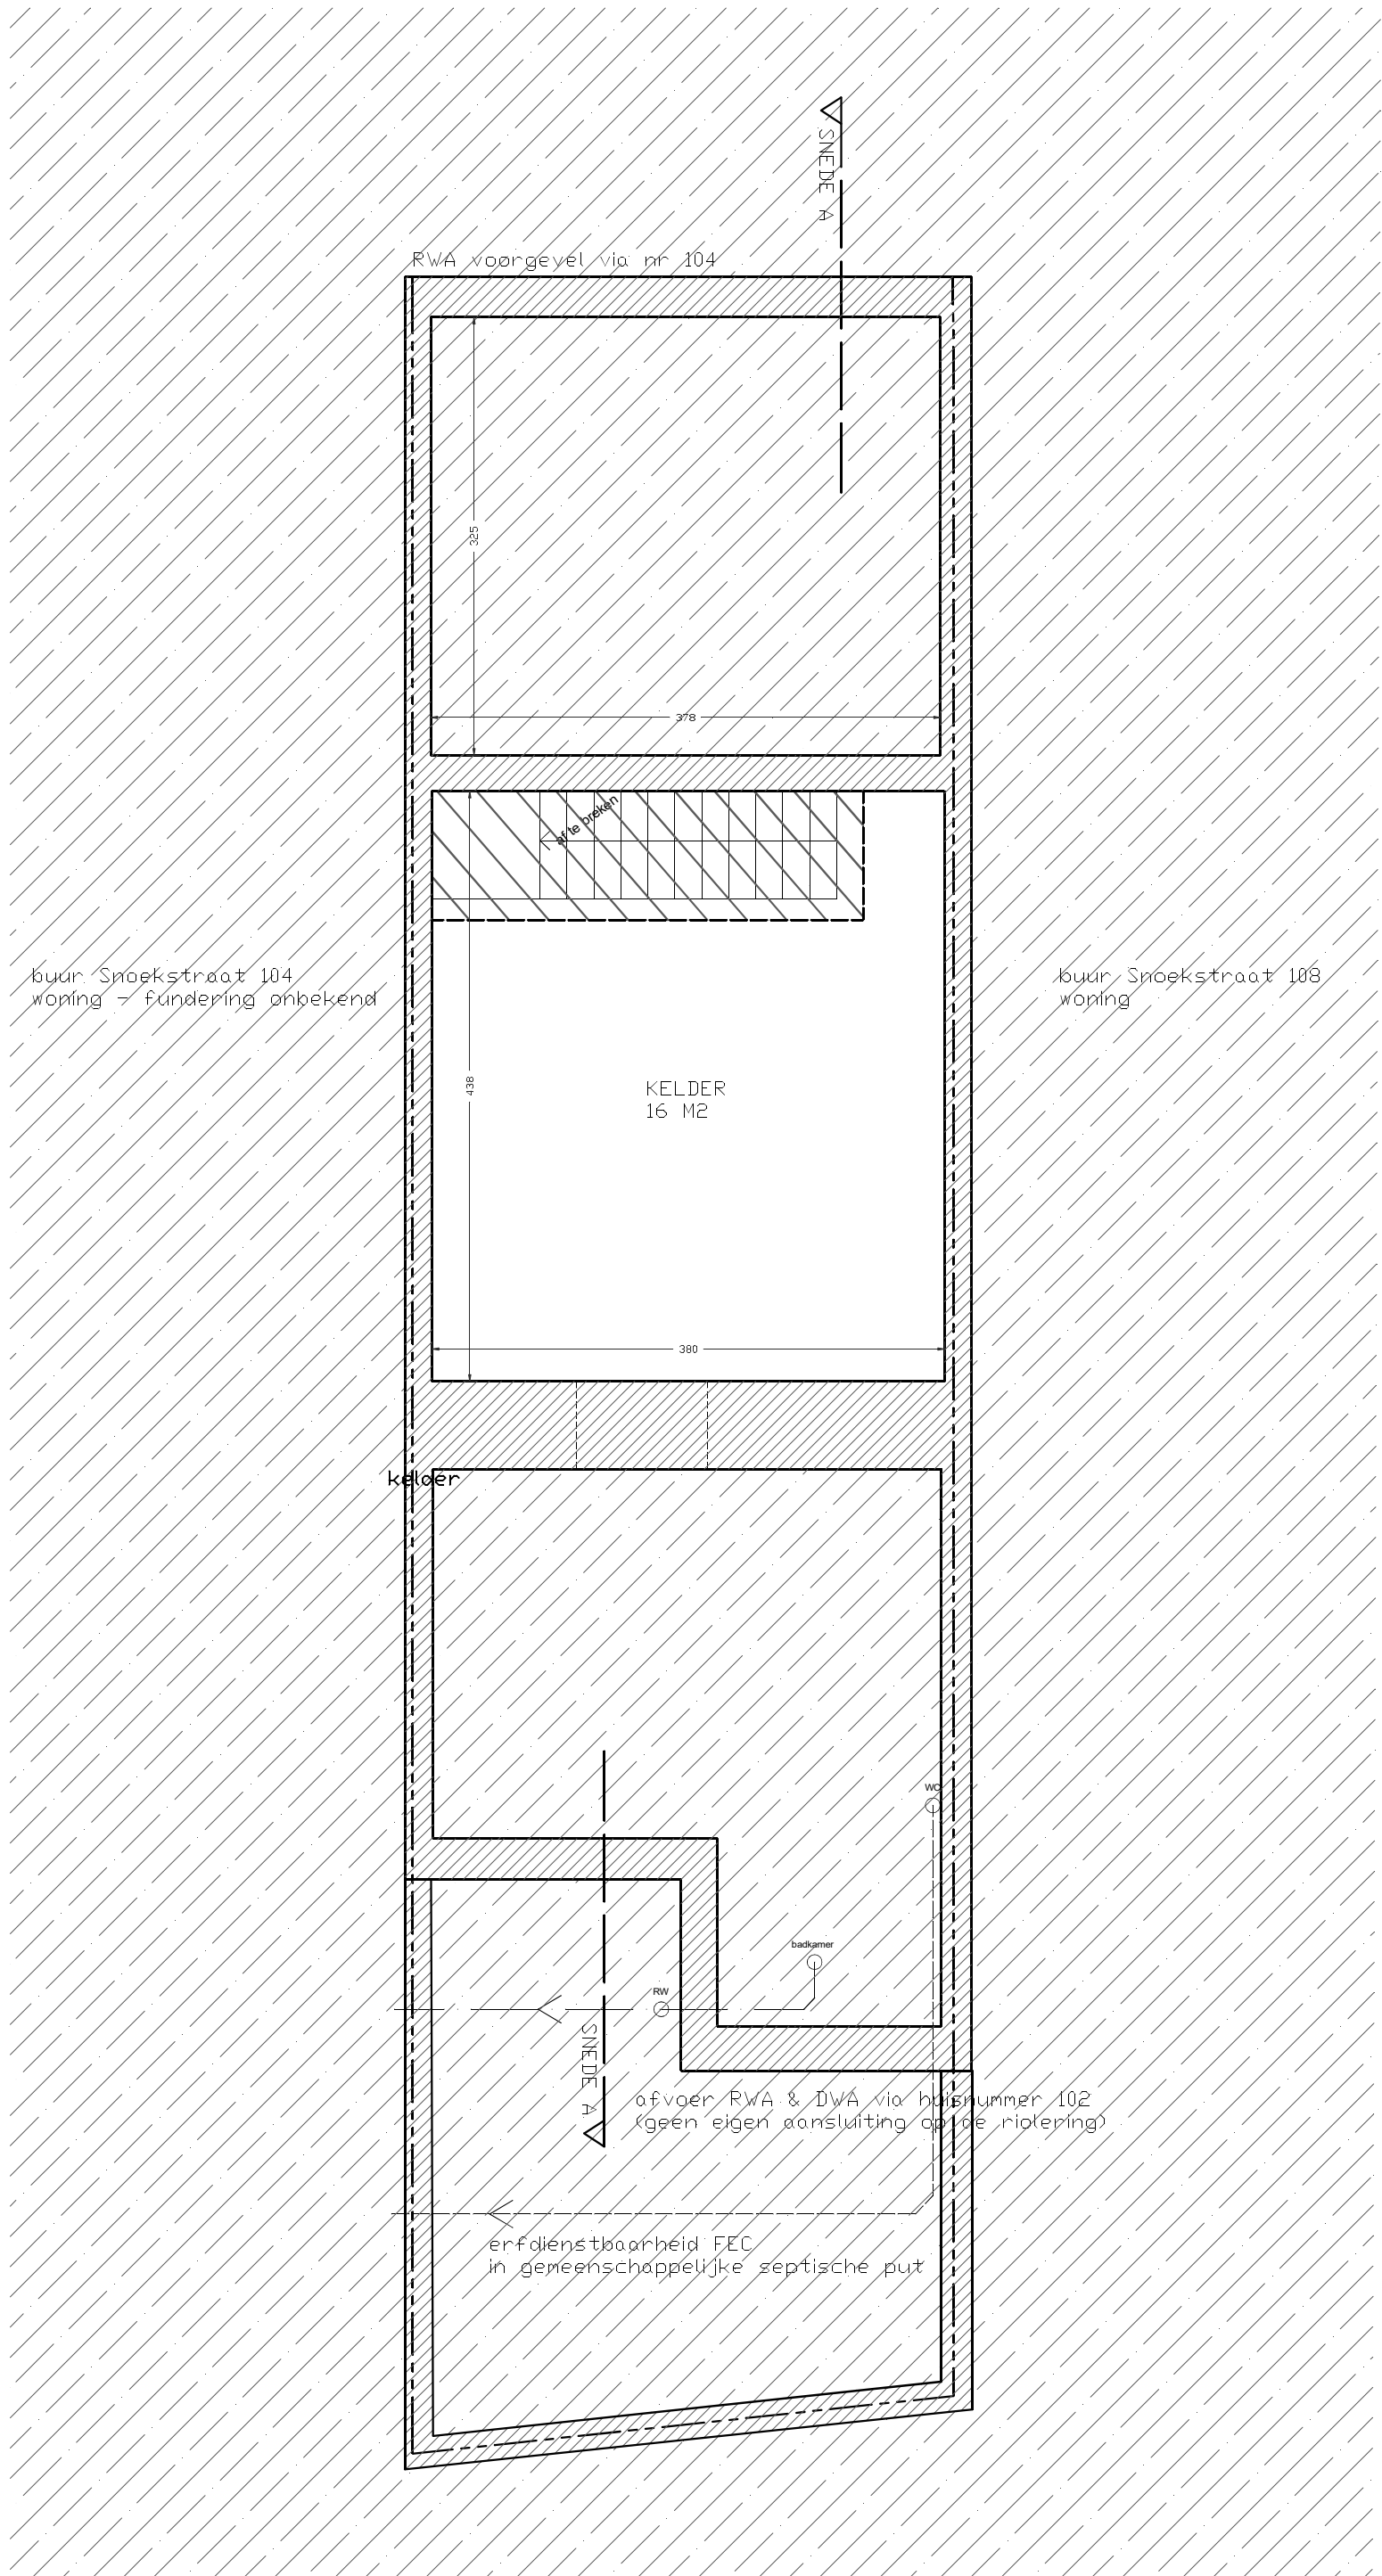 SNEDE A
RWA voorgevel via nr 104
325
378
af te breken
buur Snoekstraat 104
woning - fundering onbekend
buur Snoekstraat 108
woning
438
KELDER
16 M2
380
kelder
WC
badkamer
RW
SNEDE A
afvoer RWA & DWA via huisnummer 102
(geen eigen aansluiting op de riolering)
erfdienstbaarheid FEC
in gemeenschappelijke septische put